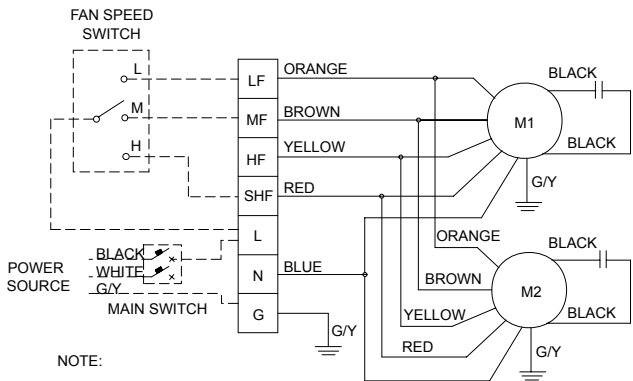 FAN SPEED
SWITCH
L
M
H
LF
MF
HF
SHF
L
N
G
ORANGE
BROWN
YELLOW
RED
BLUE
G/Y
M1
BLACK
BLACK
G/Y
ORANGE
BROWN
YELLOW
RED
M2
BLACK
BLACK
G/Y
POWER
SOURCE
BLACK
WHITE
G/Y
MAIN SWITCH
NOTE: